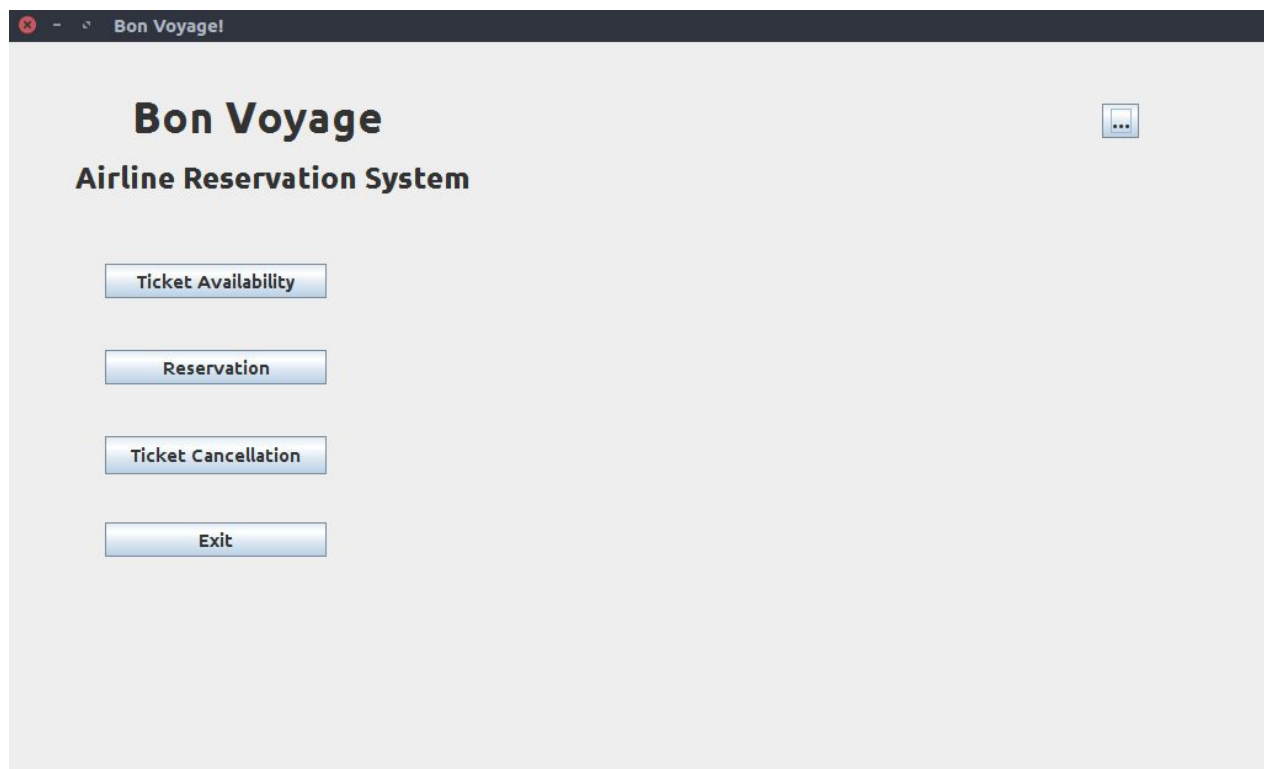 Bon Voyage!
Bon Voyage
...
Airline Reservation System
Ticket Availability
Reservation
Ticket Cancellation
Exit